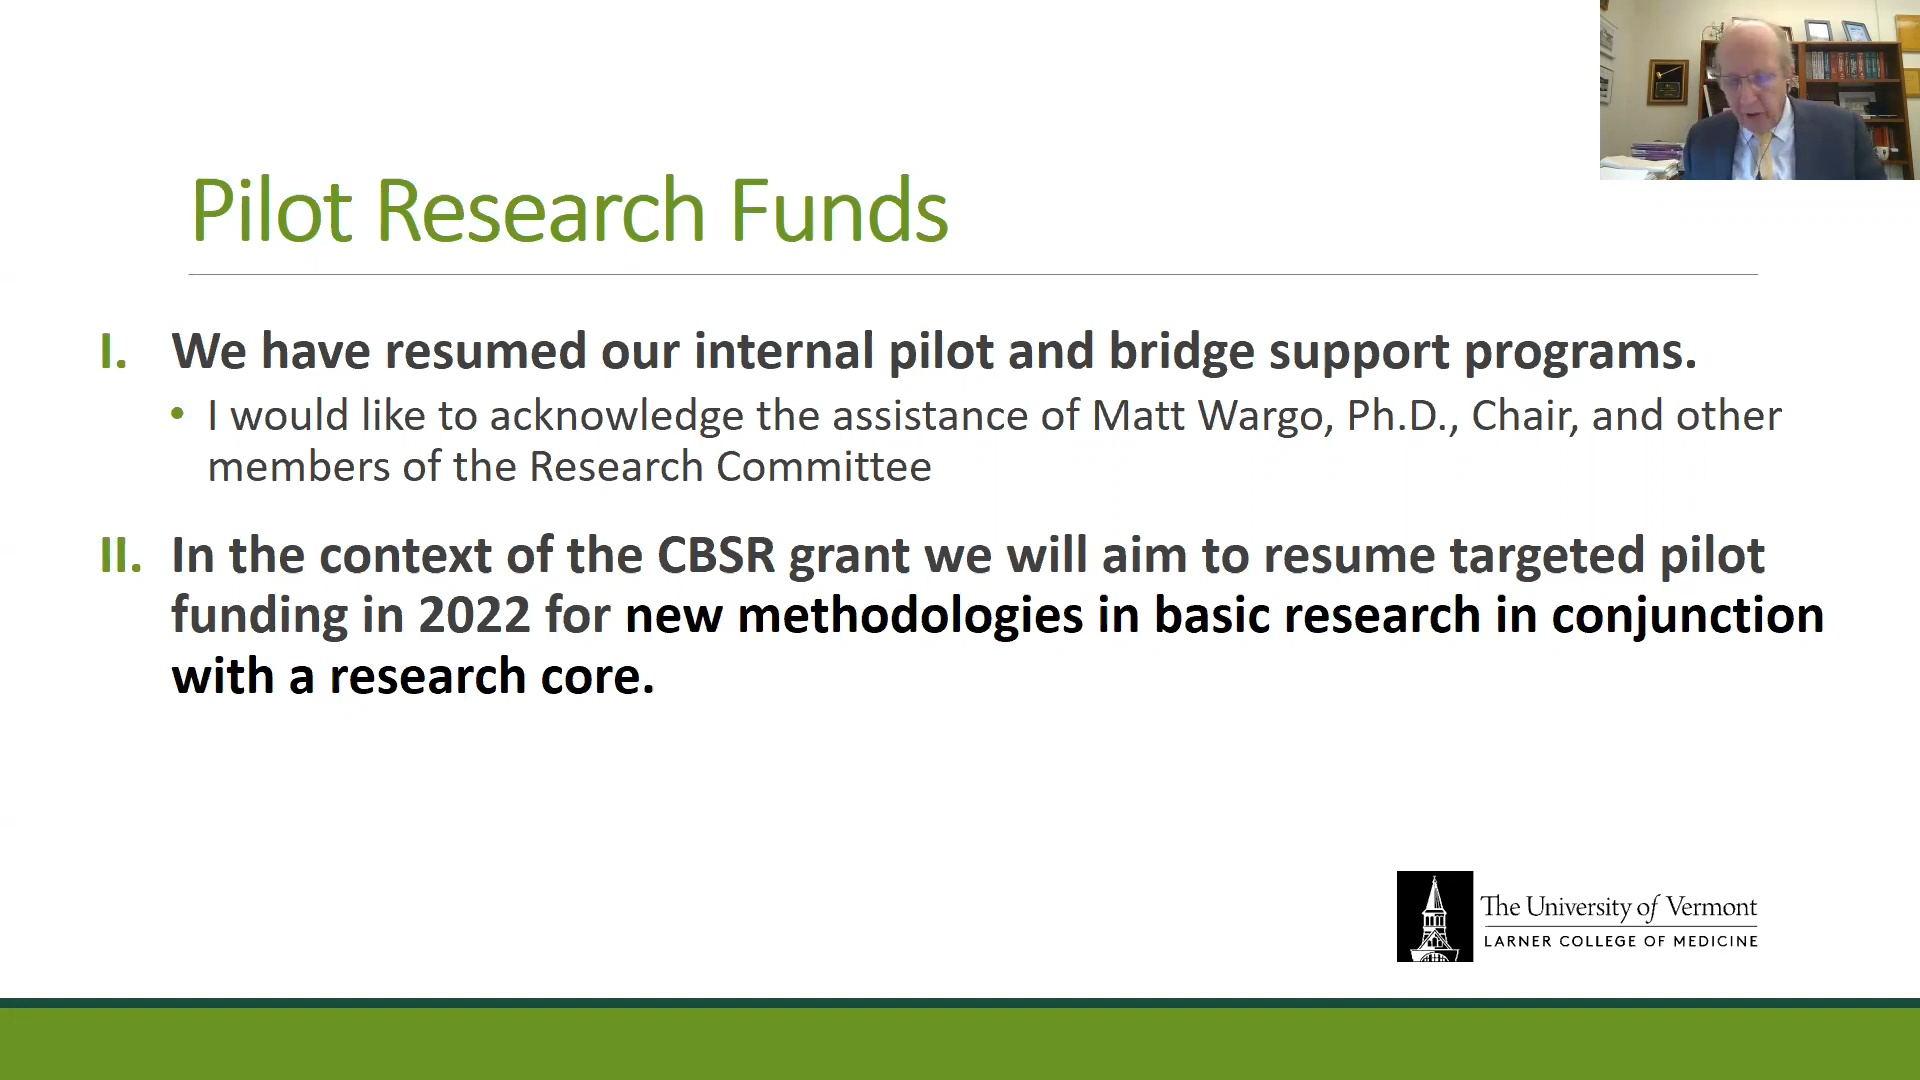 Pilot Research Funds
I. We have resumed our internal pilot and bridge support programs.
• I would like to acknowledge the assistance of Matt Wargo, Ph.D., Chair, and other
members of the Research Committee
II. In the context of the CBSR grant we will aim to resume targeted pilot
funding in 2022 for new methodologies in basic research in conjunction
with a research core.
The University of Vermont
LARNER COLLEGE OF MEDICINE